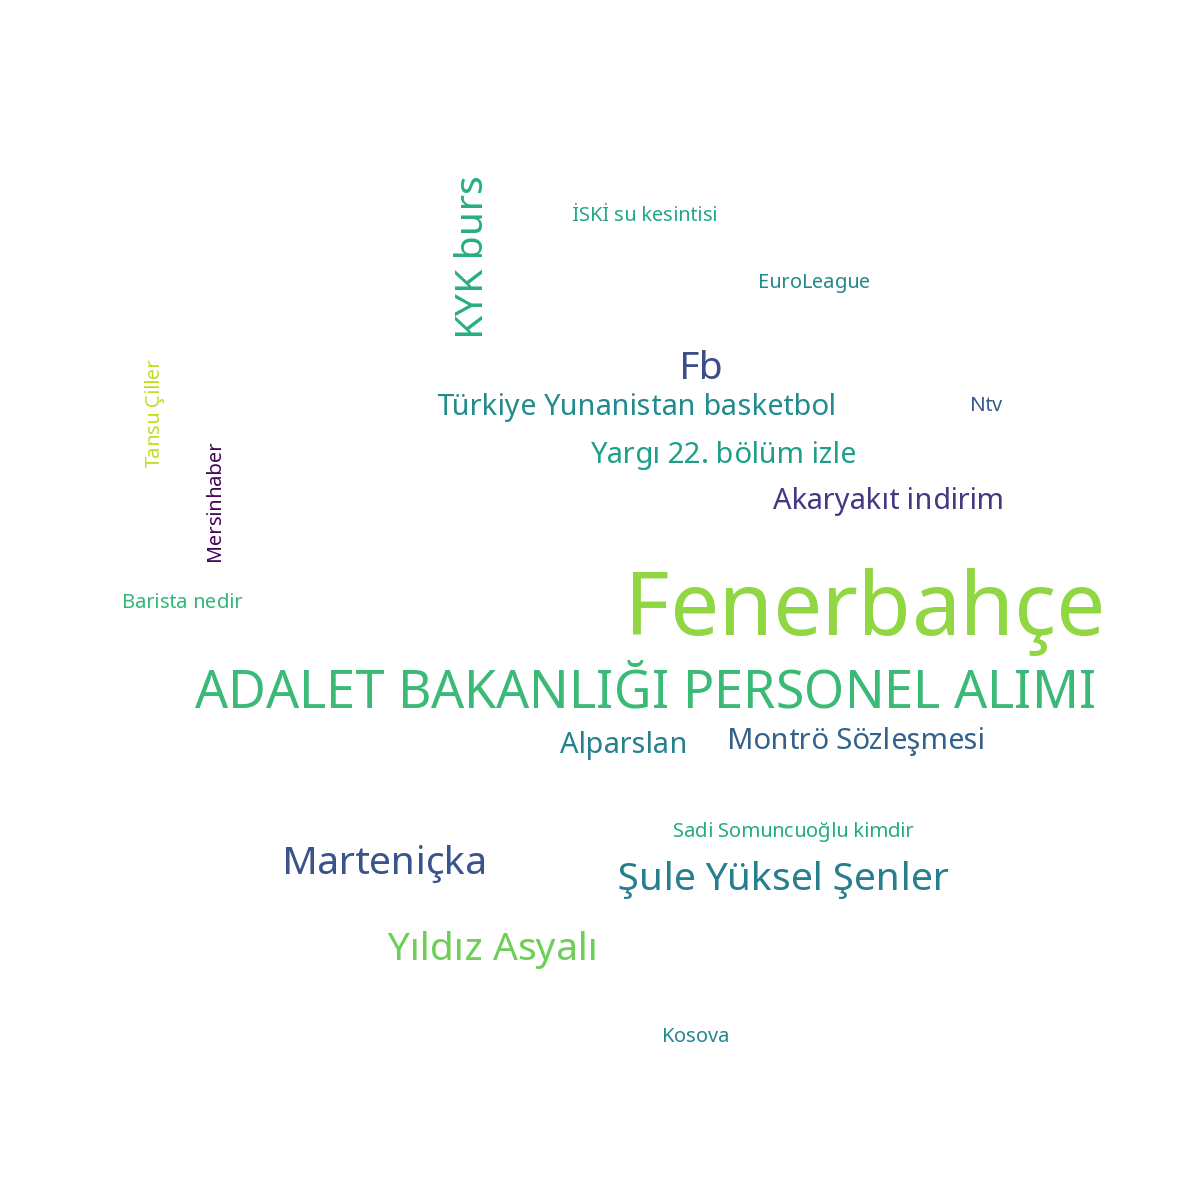 KYK burs
İSKİ su kesintisi
EuroLeague
Fb
Tansu Çiller
Türkiye Yunanistan basketbol
Ntv
Mersinhaber
Yargı 22. bölüm izle
Akaryakıt indirim
Barista nedir
Fenerbahçe
ADALET BAKANLIĞI PERSONEL ALIMI
Alparslan
Montrö Sözleşmesi
Sadi Somuncuoğlu kimdir
Marteniçka
Şule Yüksel Şenler
Yıldız Asyalı
Kosova